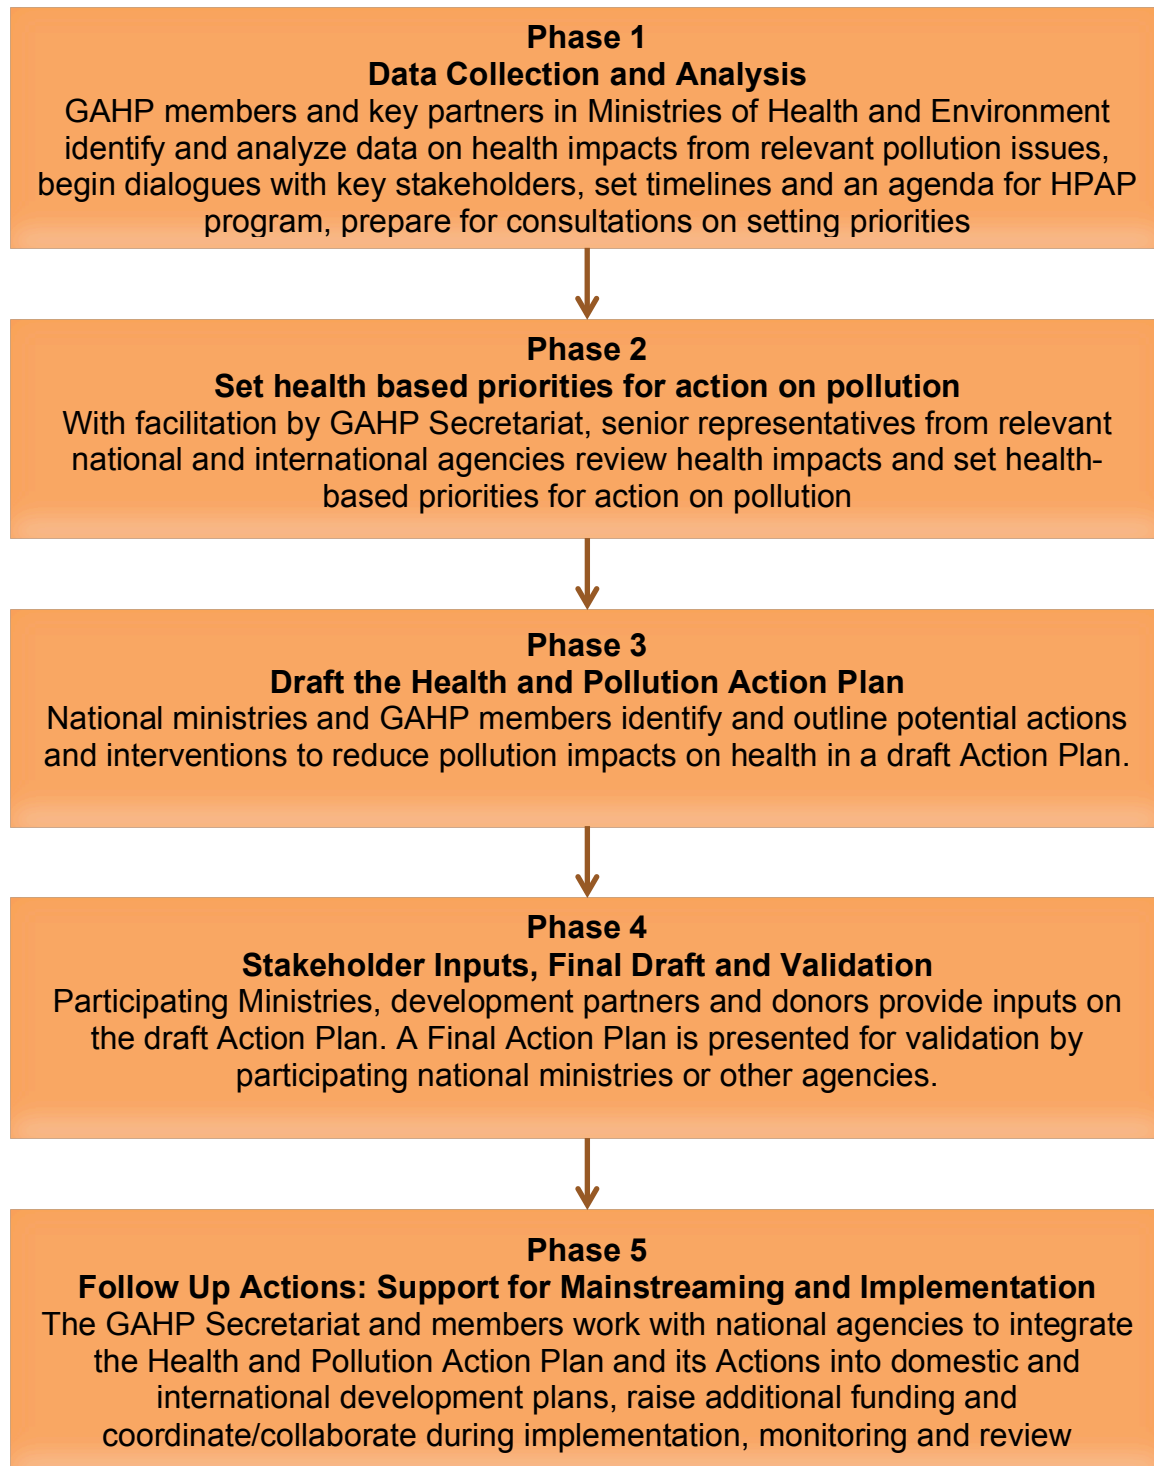 Phase 1
Data Collection and Analysis
GAHP members and key partners in Ministries of Health and Environment
identify and analyze data on health impacts from relevant pollution issues,
begin dialogues with key stakeholders, set timelines and an agenda for HPAP
program, prepare for consultations on setting priorities
Phase 2
Set health based priorities for action on pollution
With facilitation by GAHP Secretariat, senior representatives from relevant
national and international agencies review health impacts and set health-
based priorities for action on pollution
Phase 3
Draft the Health and Pollution Action Plan
National ministries and GAHP members identify and outline potential actions
and interventions to reduce pollution impacts on health in a draft Action Plan.
Phase 4
Stakeholder Inputs, Final Draft and Validation
Participating Ministries, development partners and donors provide inputs on
the draft Action Plan. A Final Action Plan is presented for validation by
participating national ministries or other agencies.
Phase 5
Follow Up Actions: Support for Mainstreaming and Implementation
The GAHP Secretariat and members work with national agencies to integrate
the Health and Pollution Action Plan and its Actions into domestic and
international development plans, raise additional funding and
coordinate/collaborate during implementation, monitoring and review